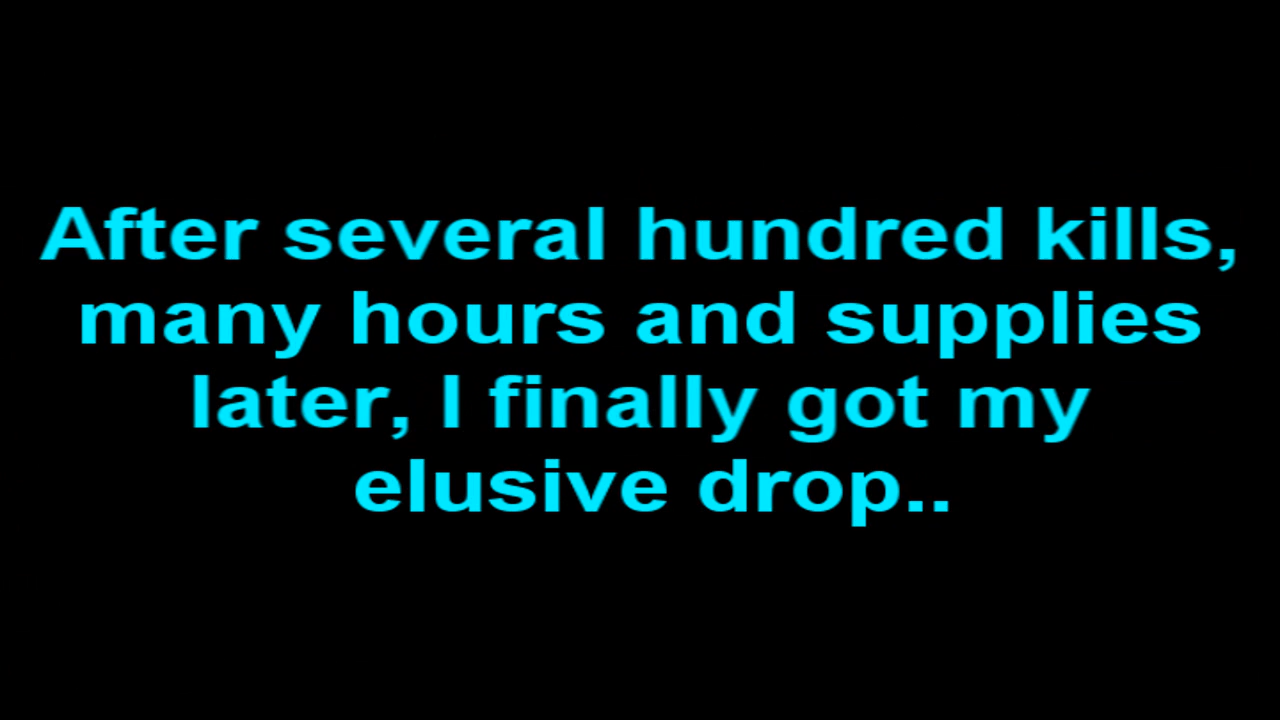 After several hundred kills,
many hours and supplies
later, I finally got my
elusive drop..